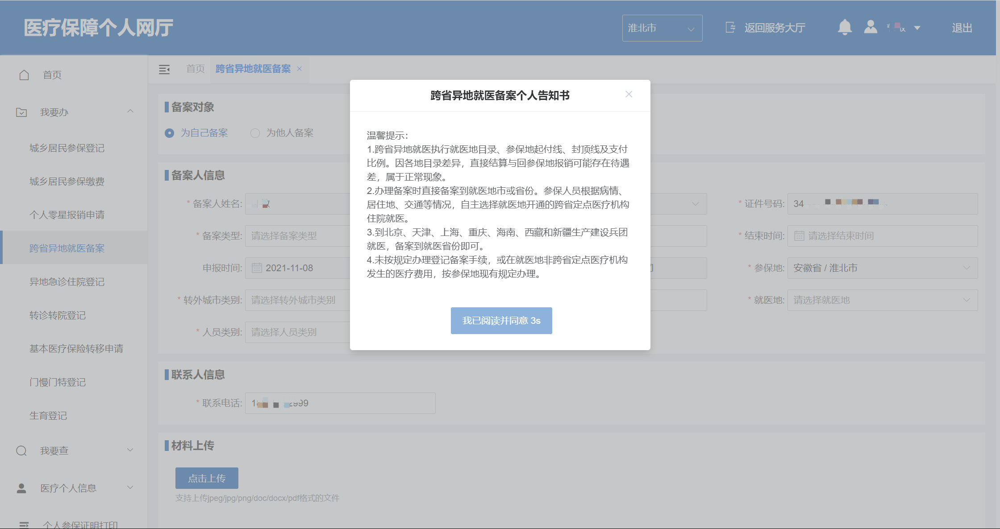 医疗保障个人网厅
淮北市
返回服务大厅
退出
首页
我要办
城乡居民参保登记
城乡居民参保缴费
个人零星报销申请
跨省异地就医备案
异地急诊住院登记
转诊转院登记
基本医疗保险转移申请
门慢门特登记
生育登记
我要查
医疗个人信息
个人参保证明打印
首页 跨省异地就医备案 ×
备案对象
为自己备案 为他人备案
备案人信息
* 备案人姓名:
* 证件号码: 34
* 备案类型: 请选择备案类型
* 结束时间: 请选择结束时间
申报时间: 2021-11-08
* 参保地: 安徽省 / 淮北市
* 转外城市类别: 请选择转外城市类别
* 就医地: 请选择就医地
* 人员类别: 请选择人员类别
联系人信息
* 联系电话: 1 2999
材料上传
点击上传
支持上传jpeg/jpg/png/doc/docx/pdf格式的文件
跨省异地就医备案个人告知书
温馨提示：
1.跨省异地就医执行就医地目录、参保地起付线、封顶线及支付
比例。因各地目录差异，直接结算与回参保地报销可能存在待遇
差，属于正常现象。
2.办理备案时直接备案到就医地市或省份。参保人员根据病情、
居住地、交通等情况，自主选择就医地开通的跨省定点医疗机构
住院就医。
3.到北京、天津、上海、重庆、海南、西藏和新疆生产建设兵团
就医，备案到就医省份即可。
4.未按规定办理登记备案手续，或在就医地非跨省定点医疗机构
发生的医疗费用，按参保地现有规定办理。
我已阅读并同意 3s